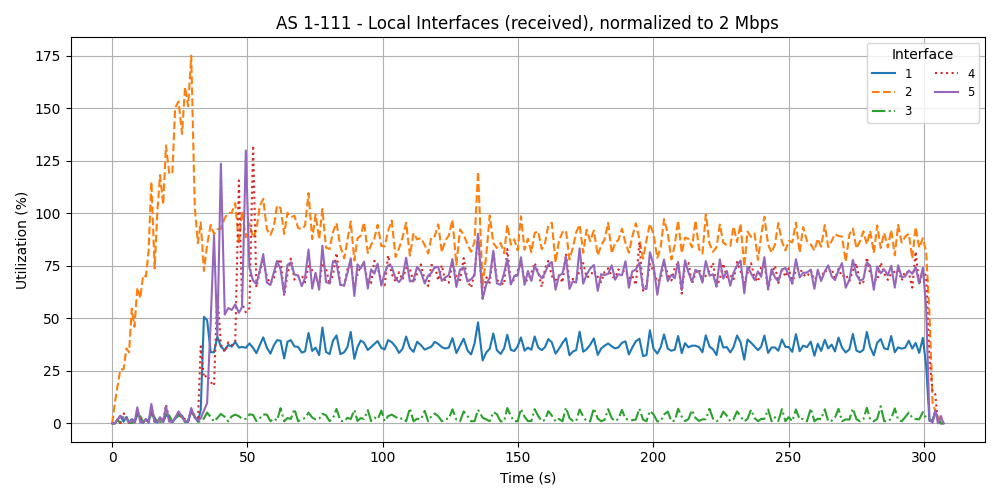 AS 1-111 - Local Interfaces (received), normalized to 2 Mbps
Interface
1
2
3
4
5
Utilization (%)
175
150
125
100
75
50
25
0
0 50 100 150 200 250 300
Time (s)